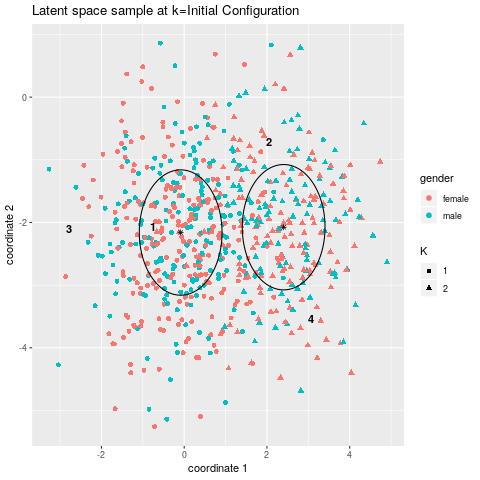 Latent space sample at k=Initial Configuration
coordinate 2
0
-2
-4
1
2
3
4
-2
0
2
4
coordinate 1
gender
female
male
K
1
2